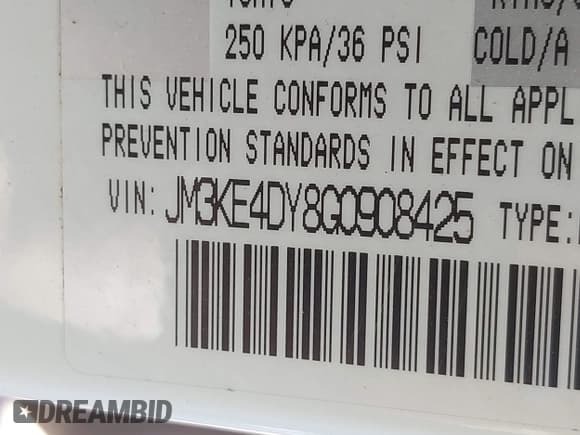 250 KPA/36 PSI COLD/A
THIS VEHICLE CONFORMS TO ALL APPL
PREVENTION STANDARDS IN EFFECT ON
VIN: JM3KE4DY8G0908425 TYPE:
DREAMBID